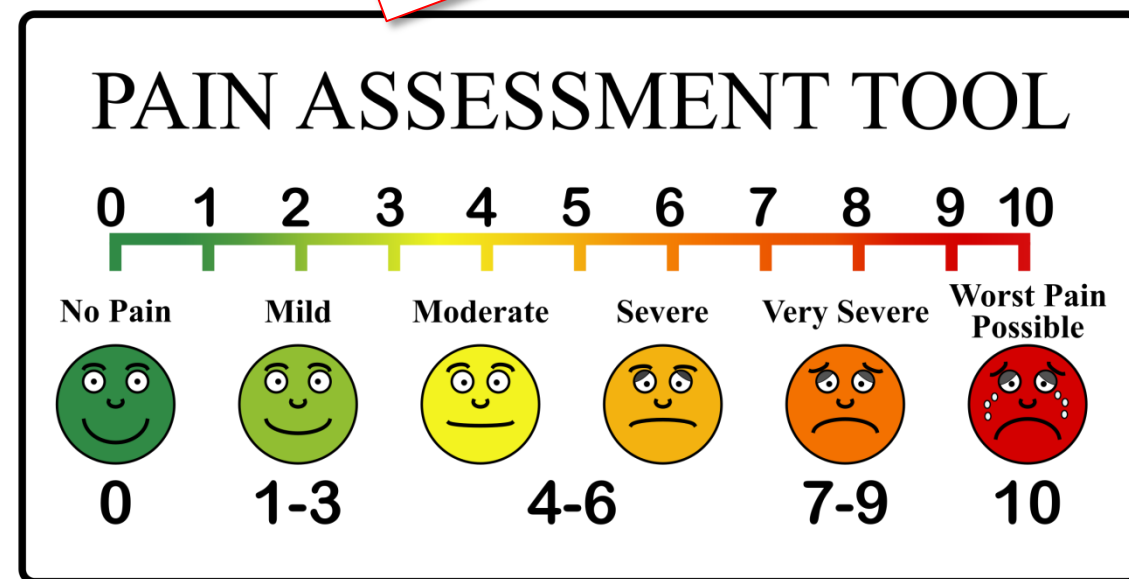 PAIN ASSESSMENT TOOL
0 1 2 3 4 5 6 7 8 9 10
No Pain Mild Moderate Severe Very Severe Worst Pain Possible
0 1-3 4-6 7-9 10